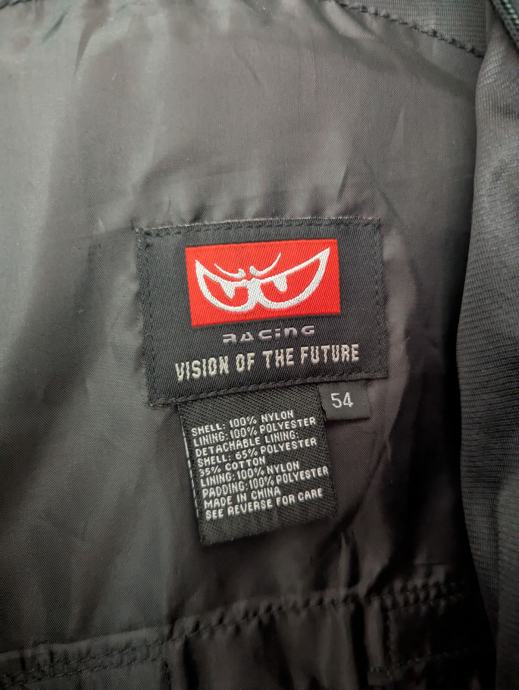 RACING
VISION OF THE FUTURE
54
SHELL: 100% NYLON
LINING: 100% POLYESTER
DETACHABLE LINING:
SHELL: 65% POLYESTER
35% COTTON
LINING: 100% NYLON
PADDING: 100% POLYESTER
MADE IN CHINA
SEE REVERSE FOR CARE